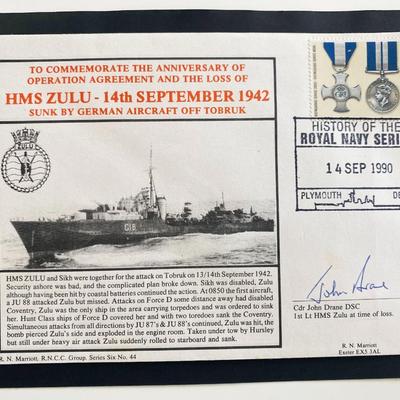 TO COMMEMORATE THE ANNIVERSARY OF
OPERATION AGREEMENT AND THE LOSS OF
HMS ZULU - 14th SEPTEMBER 1942
SUNK BY GERMAN AIRCRAFT OFF TOBRUK
ZULU
G18
HMS ZULU and Sikh were together for the attack on Tobruk on 13/14th September 1942.
Security ashore was bad, and the complicated plan broke down. Sikh was disabled, Zulu
although having been hit by coastal batteries continued the action. At 0850 the first aircraft,
a JU 88 attacked Zulu but missed. Attacks on Force D some distance away had disabled
Coventry, Zulu was the only ship in the area carrying torpedoes and was ordered to sink
her. Hunt Class ships of Force D covered her and with two toredoes sank the Coventry.
Simultaneous attacks from all directions by JU 87's & JU 88's continued, Zulu was hit, the
bomb pierced Zulu's side and exploded in the engine room. Taken under tow by Hursley
but still under heavy air attack Zulu suddenly rolled to starboard and sank.
R. N. Marriott. R.N.C.C. Group. Series Six No. 44
HISTORY OF THE
ROYAL NAVY SERI
14 SEP 1990
PLYMOUTH
DE
John Drane
Cdr John Drane DSC
1st Lt HMS Zulu at time of loss.
R. N. Marriott
Exeter EX5 3AL